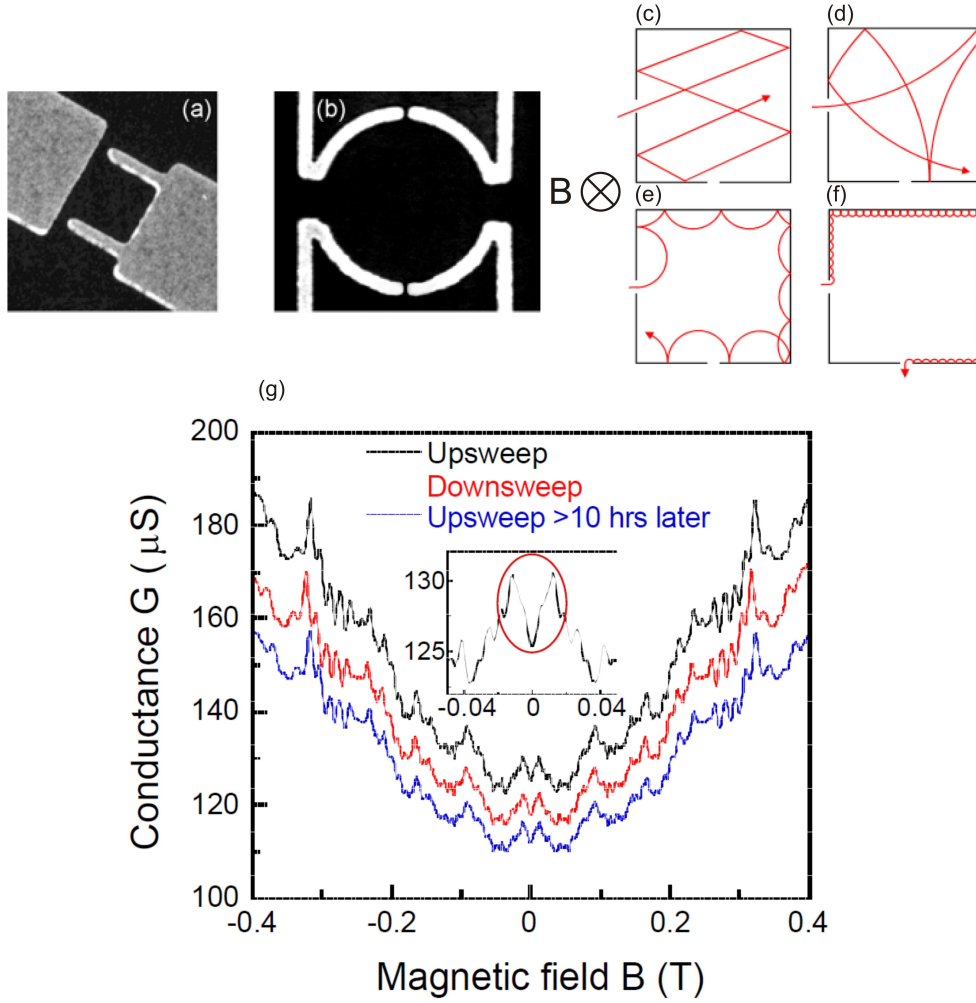 (a)
(b)
(c)
(d)
B
(e)
(f)
(g)
Upsweep
Downsweep
Upsweep >10 hrs later
200
180
160
140
120
100
130
125
-0.04
0
0.04
-0.4
-0.2
0
0.2
0.4
Conductance G ( μS)
Magnetic field B (T)